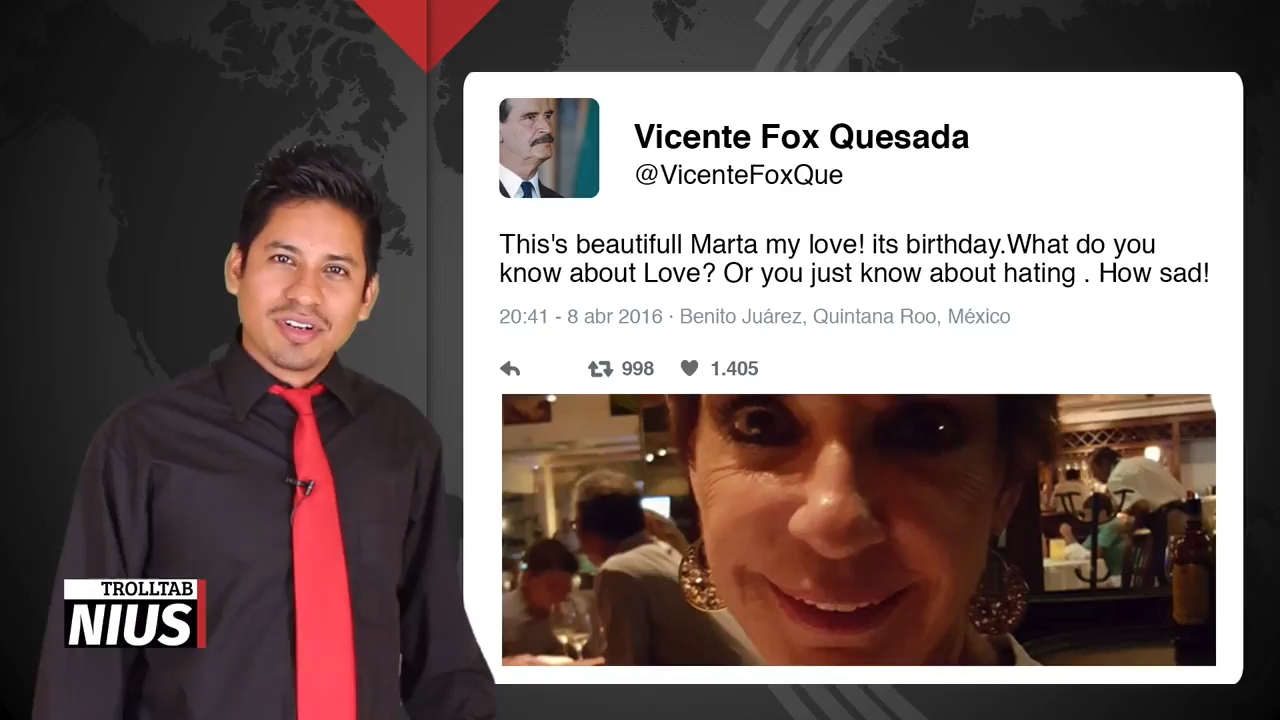 Vicente Fox Quesada
@VicenteFoxQue
This's beautifull Marta my love! its birthday.What do you
know about Love? Or you just know about hating . How sad!
20:41 - 8 abr 2016 · Benito Juárez, Quintana Roo, México
998 1.405
TROLLTAB
NIUS